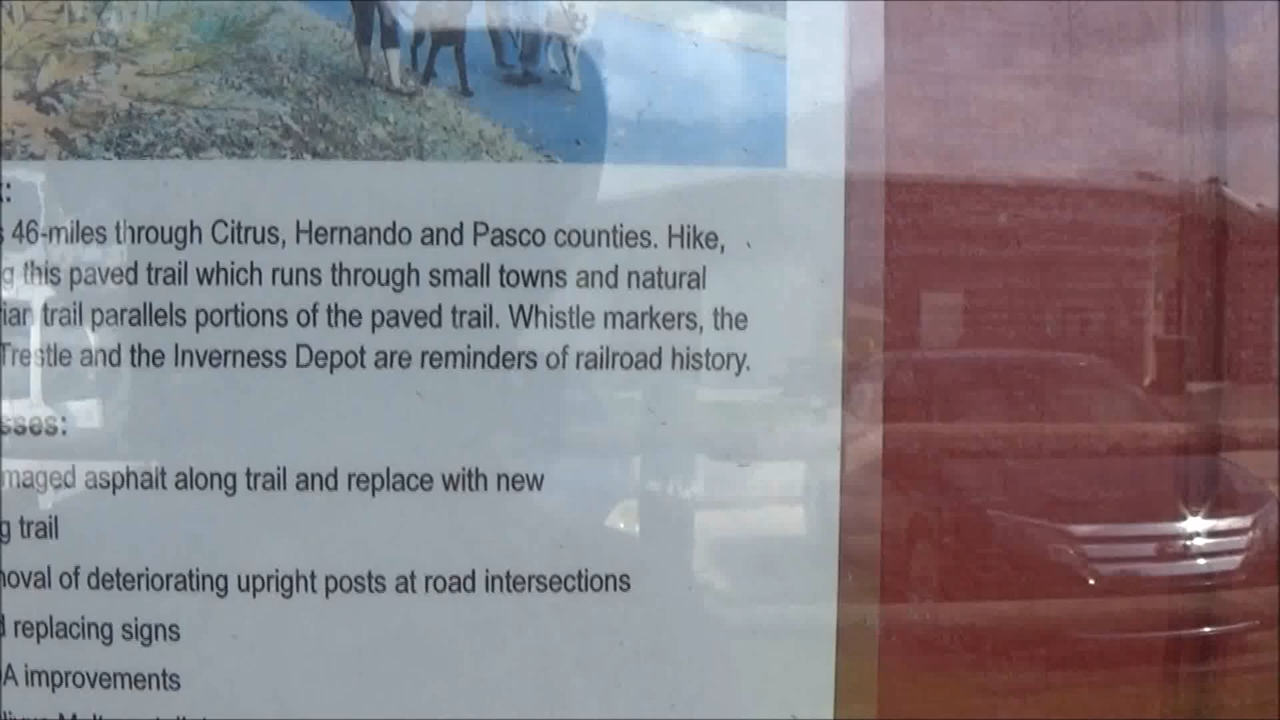 46-miles through Citrus, Hernando and Pasco counties. Hike,
g this paved trail which runs through small towns and natural
ian trail parallels portions of the paved trail. Whistle markers, the
Trestle and the Inverness Depot are reminders of railroad history.
sses:
maged asphalt along trail and replace with new
g trail
noval of deteriorating upright posts at road intersections
replacing signs
A improvements